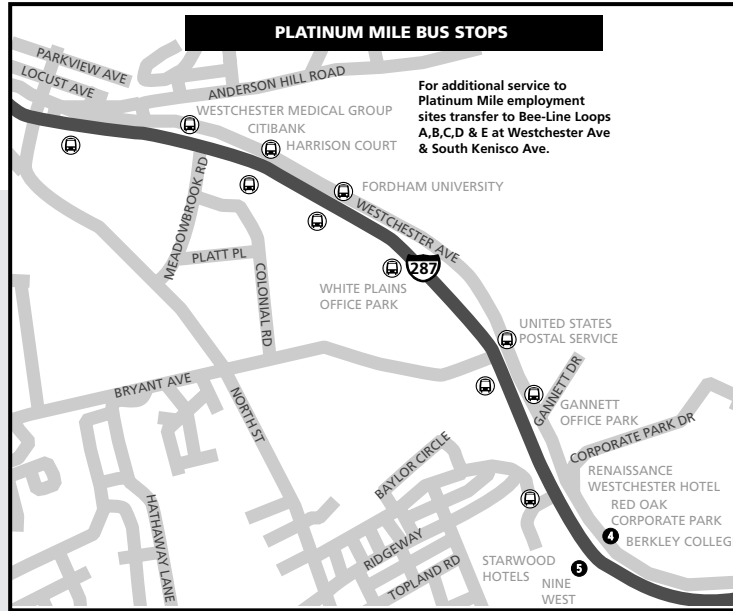 PLATINUM MILE BUS STOPS
PARKVIEW AVE
LOCUST AVE
ANDERSON HILL ROAD
For additional service to
Platinum Mile employment
sites transfer to Bee-Line Loops
A,B,C,D & E at Westchester Ave
& South Kenisco Ave.
WESTCHESTER MEDICAL GROUP
CITIBANK
HARRISON COURT
MEADOWBROOK RD
FORDHAM UNIVERSITY
WESTCHESTER AVE
PLATT PL
COLONIAL RD
287
WHITE PLAINS
OFFICE PARK
UNITED STATES
POSTAL SERVICE
BRYANT AVE
NORTH ST
GANNETT DR
GANNETT
OFFICE PARK
CORPORATE PARK DR
BAYLOR CIRCLE
RENAISSANCE
WESTCHESTER HOTEL
RED OAK
CORPORATE PARK
4
BERKLEY COLLEG
HATHAWAY LANE
RIDGEWAY
TOPLAND RD
STARWOOD
HOTELS
5
NINE
WEST